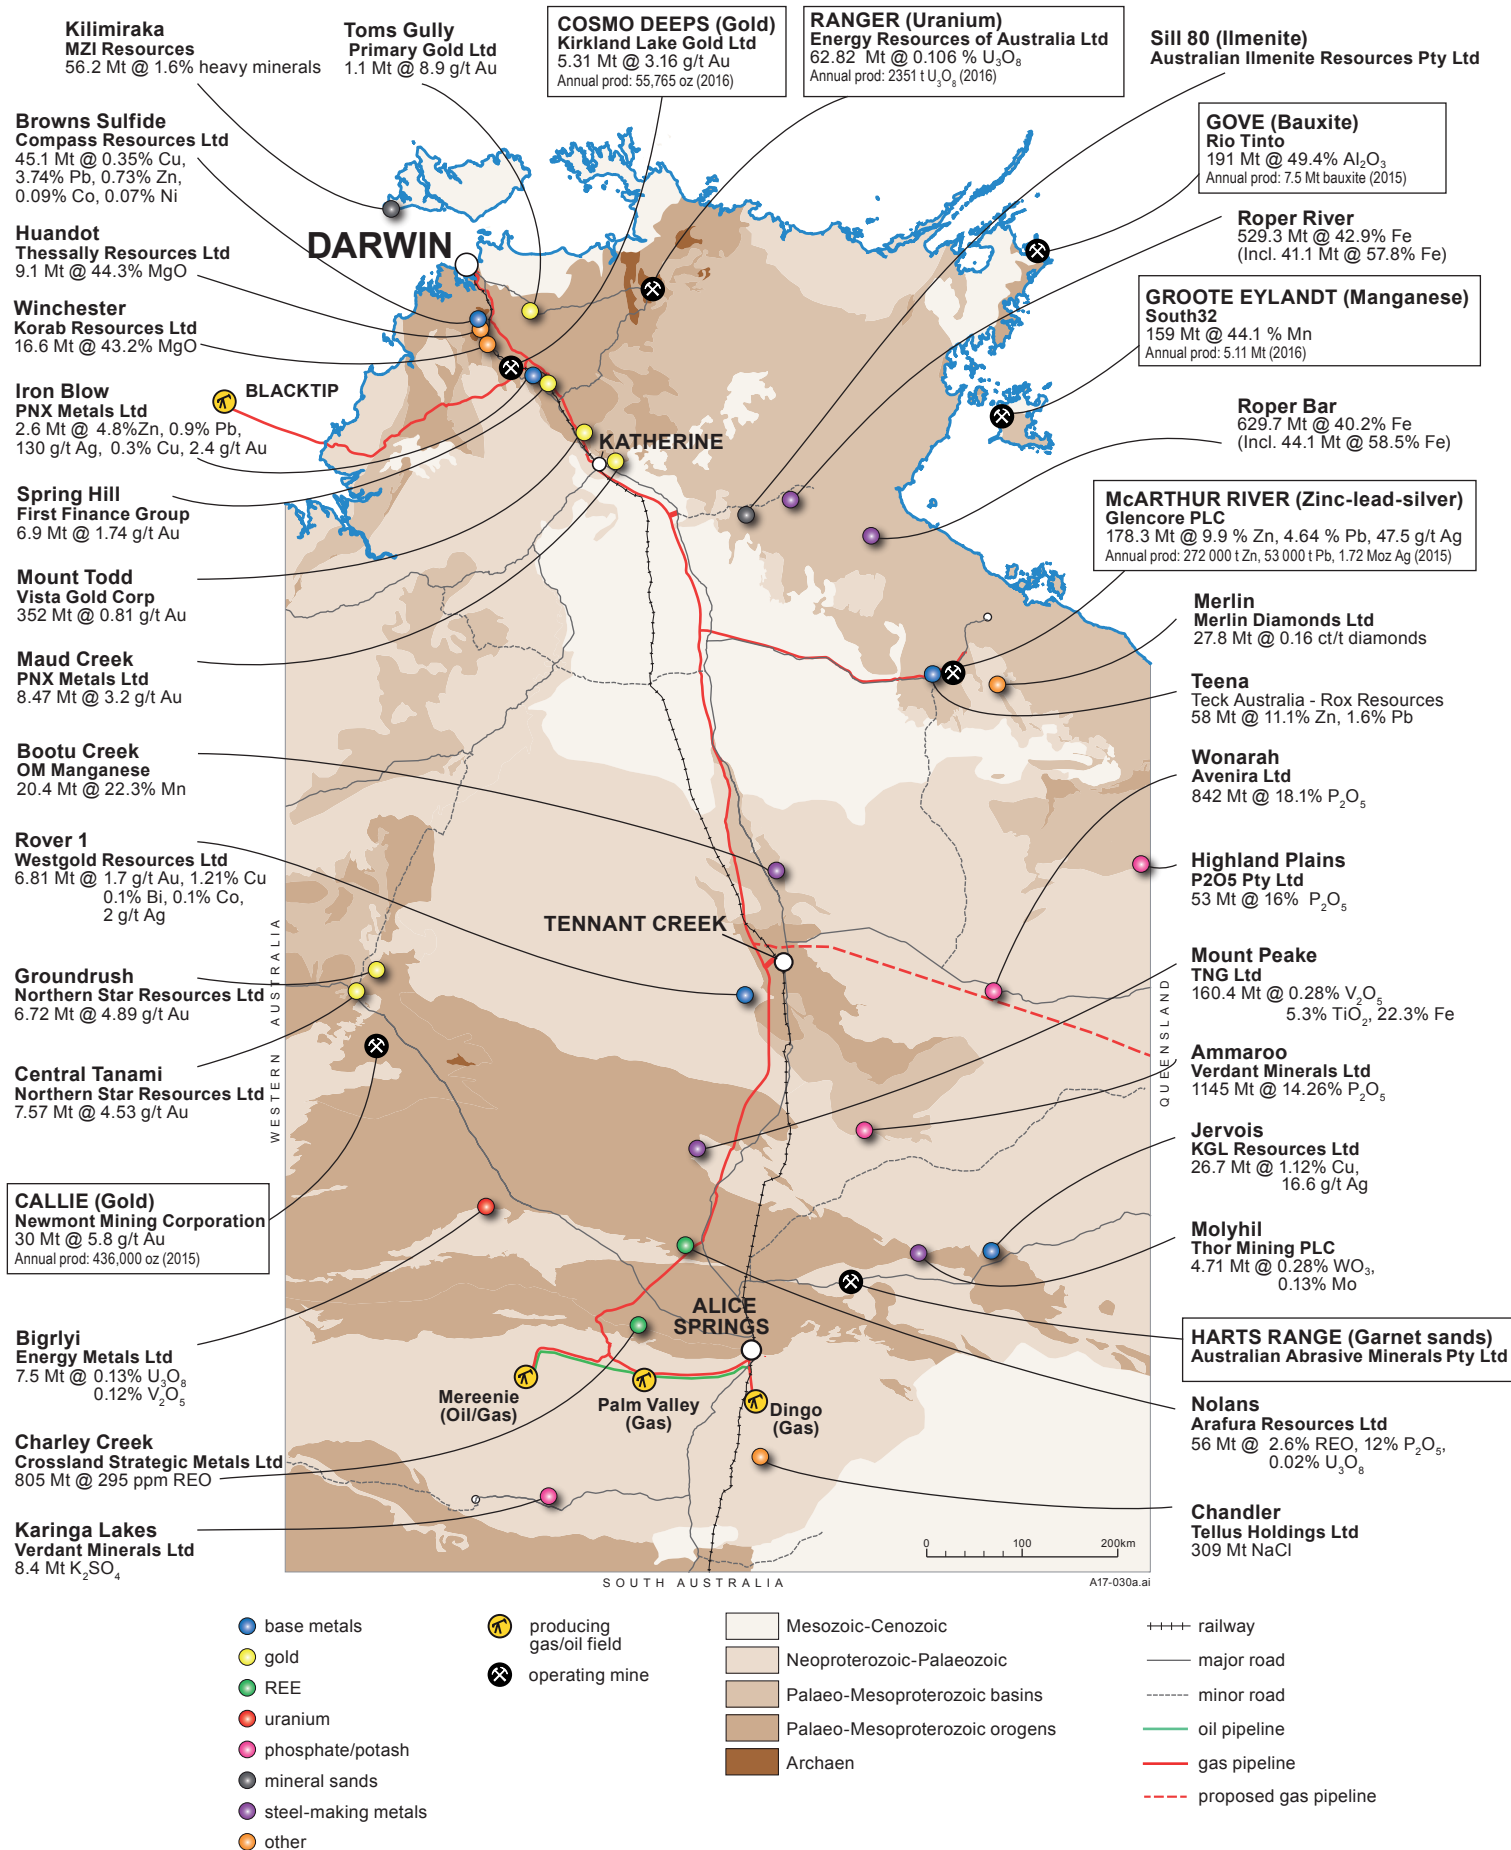 Kilimiraka
MZI Resources
56.2 Mt @ 1.6% heavy minerals
Toms Gully
Primary Gold Ltd
1.1 Mt @ 8.9 g/t Au
COSMO DEEPS (Gold)
Kirkland Lake Gold Ltd
5.31 Mt @ 3.16 g/t Au
Annual prod: 55,765 oz (2016)
RANGER (Uranium)
Energy Resources of Australia Ltd
62.82 Mt @ 0.106 % U₃O₈
Annual prod: 2351 t U₃O₈ (2016)
Sill 80 (Ilmenite)
Australian Ilmenite Resources Pty Ltd
Browns Sulfide
Compass Resources Ltd
45.1 Mt @ 0.35% Cu,
3.74% Pb, 0.73% Zn,
0.09% Co, 0.07% Ni
Huandot
Thessally Resources Ltd
9.1 Mt @ 44.3% MgO
Winchester
Korab Resources Ltd
16.6 Mt @ 43.2% MgO
Iron Blow
PNX Metals Ltd
2.6 Mt @ 4.8%Zn, 0.9% Pb,
130 g/t Ag, 0.3% Cu, 2.4 g/t Au
Spring Hill
First Finance Group
6.9 Mt @ 1.74 g/t Au
Mount Todd
Vista Gold Corp
352 Mt @ 0.81 g/t Au
Maud Creek
PNX Metals Ltd
8.47 Mt @ 3.2 g/t Au
Bootu Creek
OM Manganese
20.4 Mt @ 22.3% Mn
Rover 1
Westgold Resources Ltd
6.81 Mt @ 1.7 g/t Au, 1.21% Cu
0.1% Bi, 0.1% Co,
2 g/t Ag
Groundrush
Northern Star Resources Ltd
6.72 Mt @ 4.89 g/t Au
Central Tanami
Northern Star Resources Ltd
7.57 Mt @ 4.53 g/t Au
CALLIE (Gold)
Newmont Mining Corporation
30 Mt @ 5.8 g/t Au
Annual prod: 436,000 oz (2015)
Bigrlyi
Energy Metals Ltd
7.5 Mt @ 0.13% U₃O₈
0.12% V₂O₅
Charley Creek
Crossland Strategic Metals Ltd
805 Mt @ 295 ppm REO
Karinga Lakes
Verdant Minerals Ltd
8.4 Mt K₂SO₄
GOVE (Bauxite)
Rio Tinto
191 Mt @ 49.4% Al₂O₃
Annual prod: 7.5 Mt bauxite (2015)
Roper River
529.3 Mt @ 42.9% Fe
(Incl. 41.1 Mt @ 57.8% Fe)
GROOTE EYLANDT (Manganese)
South32
159 Mt @ 44.1 % Mn
Annual prod: 5.11 Mt (2016)
Roper Bar
629.7 Mt @ 40.2% Fe
(Incl. 44.1 Mt @ 58.5% Fe)
McARTHUR RIVER (Zinc-lead-silver)
Glencore PLC
178.3 Mt @ 9.9 % Zn, 4.64 % Pb, 47.5 g/t Ag
Annual prod: 272 000 t Zn, 53 000 t Pb, 1.72 Moz Ag (2015)
Merlin
Merlin Diamonds Ltd
27.8 Mt @ 0.16 ct/t diamonds
Teena
Teck Australia - Rox Resources
58 Mt @ 11.1% Zn, 1.6% Pb
Wonarah
Avenira Ltd
842 Mt @ 18.1% P₂O₅
Highland Plains
P2O5 Pty Ltd
53 Mt @ 16% P₂O₅
Mount Peake
TNG Ltd
160.4 Mt @ 0.28% V₂O₅
5.3% TiO₂, 22.3% Fe
Ammaroo
Verdant Minerals Ltd
1145 Mt @ 14.26% P₂O₅
Jervois
KGL Resources Ltd
26.7 Mt @ 1.12% Cu,
16.6 g/t Ag
Molyhil
Thor Mining PLC
4.71 Mt @ 0.28% WO₃,
0.13% Mo
HARTS RANGE (Garnet sands)
Australian Abrasive Minerals Pty Ltd
Nolans
Arafura Resources Ltd
56 Mt @ 2.6% REO, 12% P₂O₅,
0.02% U₃O₈
Chandler
Tellus Holdings Ltd
309 Mt NaCl
DARWIN
BLACKTIP
KATHERINE
TENNANT CREEK
ALICE
SPRINGS
Mereenie
(Oil/Gas)
Palm Valley
(Gas)
Dingo
(Gas)
WESTERN AUSTRALIA
QUEENSLAND
SOUTH AUSTRALIA
0 100 200km
A17-030a.ai
base metals
gold
REE
uranium
phosphate/potash
mineral sands
steel-making metals
other
producing
gas/oil field
operating mine
Mesozoic-Cenozoic
Neoproterozoic-Palaeozoic
Palaeo-Mesoproterozoic basins
Palaeo-Mesoproterozoic orogens
Archaen
railway
major road
minor road
oil pipeline
gas pipeline
proposed gas pipeline